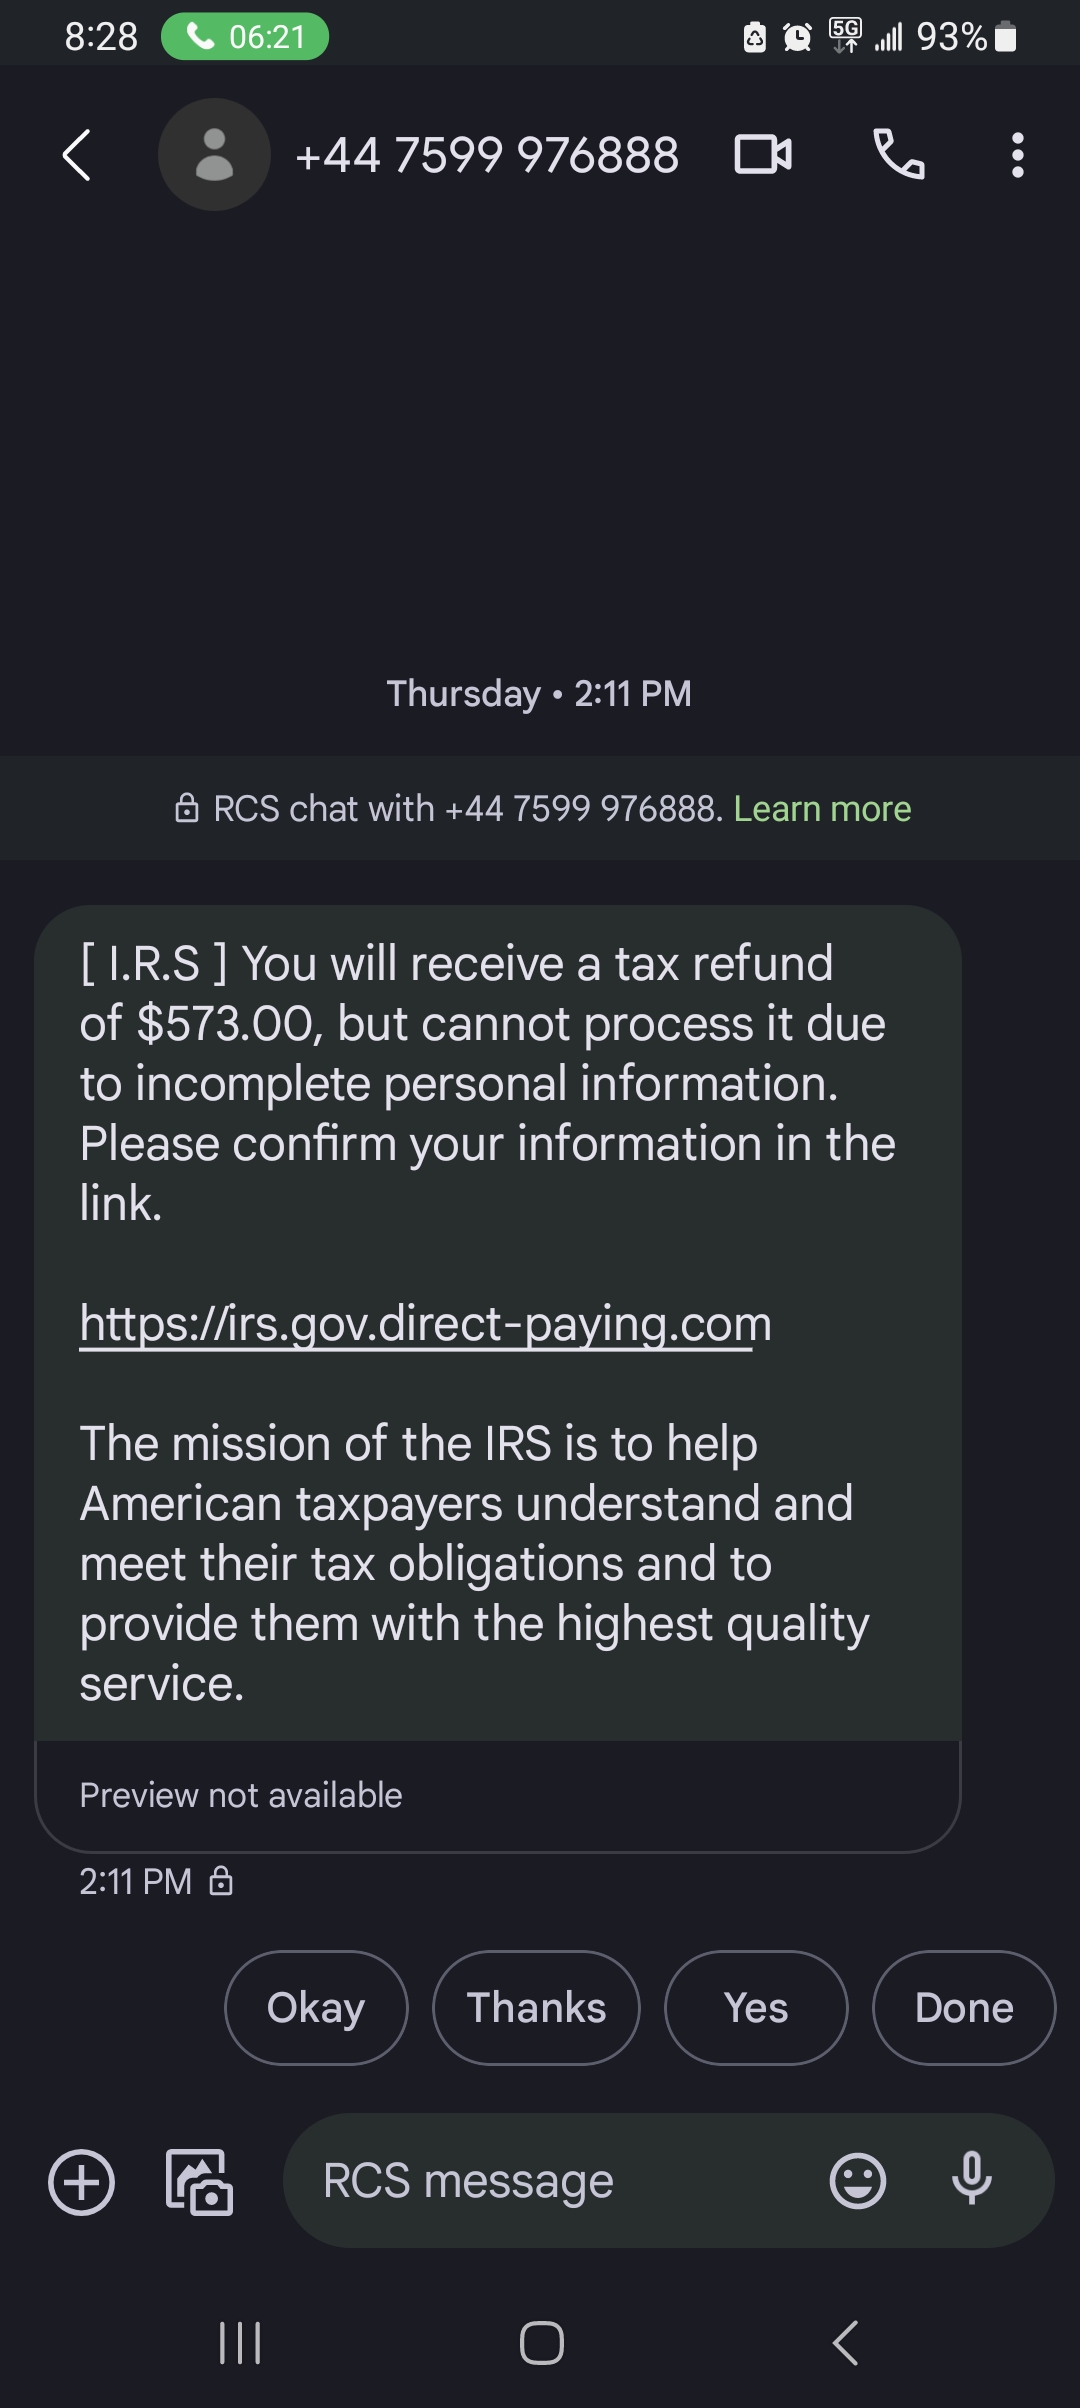 8:28 06:21 5G 93%
+44 7599 976888
Thursday • 2:11 PM
RCS chat with +44 7599 976888. Learn more
[ I.R.S ] You will receive a tax refund
of $573.00, but cannot process it due
to incomplete personal information.
Please confirm your information in the
link.
https://irs.gov.direct-paying.com
The mission of the IRS is to help
American taxpayers understand and
meet their tax obligations and to
provide them with the highest quality
service.
Preview not available
2:11 PM
Okay Thanks Yes Done
RCS message